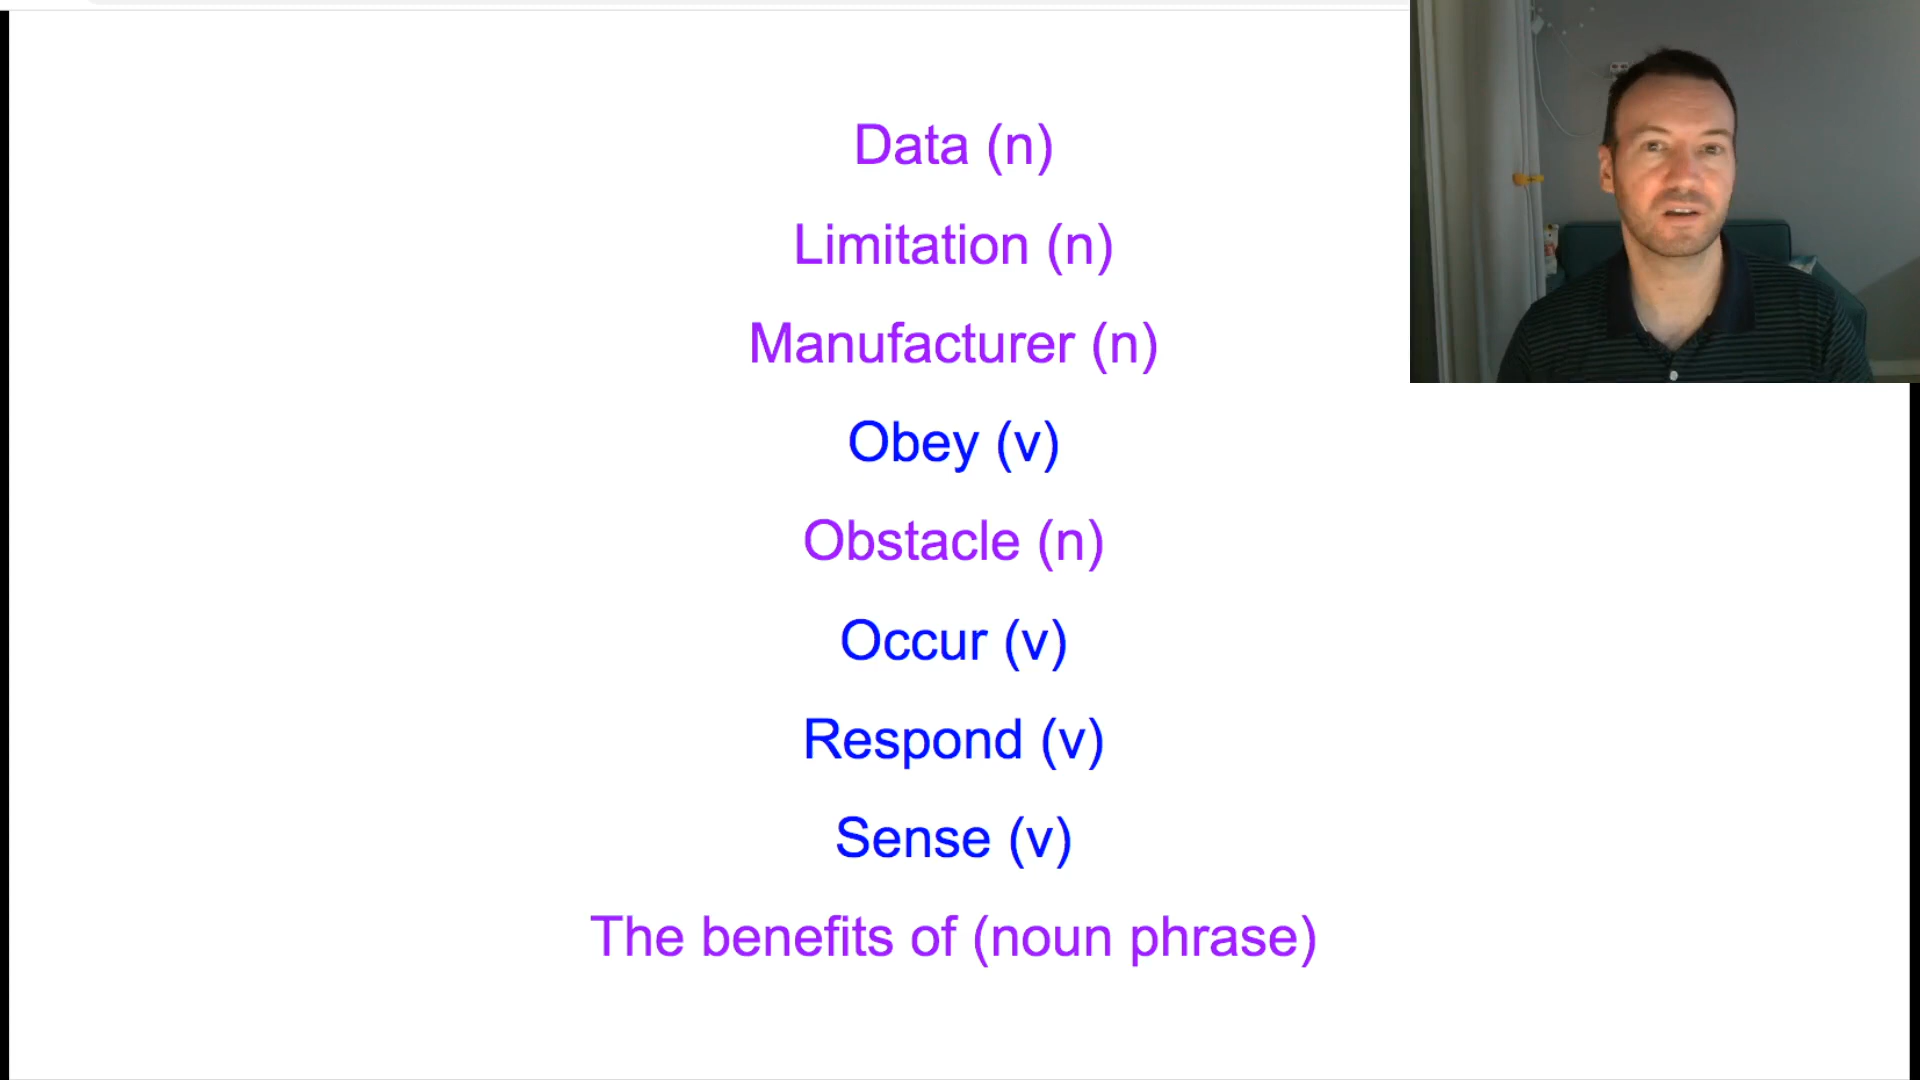 Data (n)
Limitation (n)
Manufacturer (n)
Obey (v)
Obstacle (n)
Occur (v)
Respond (v)
Sense (v)
The benefits of (noun phrase)